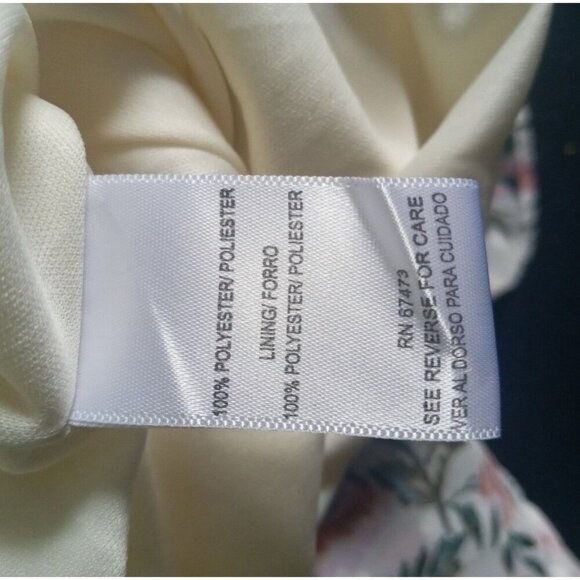 100% POLYESTER/ POLIESTER
LINING/ FORRO
100% POLYESTER/ POLIESTER
RN 67473
SEE REVERSE FOR CARE
VER AL DORSO PARA CUIDADO